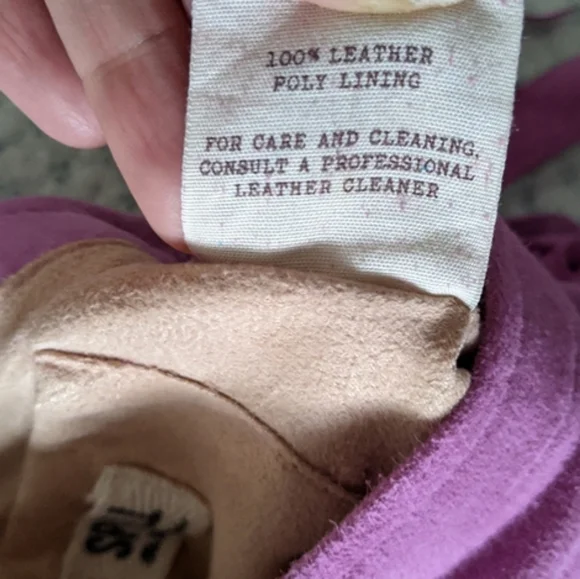 100% LEATHER
POLY LINING
FOR CARE AND CLEANING,
CONSULT A PROFESSIONAL
LEATHER CLEANER